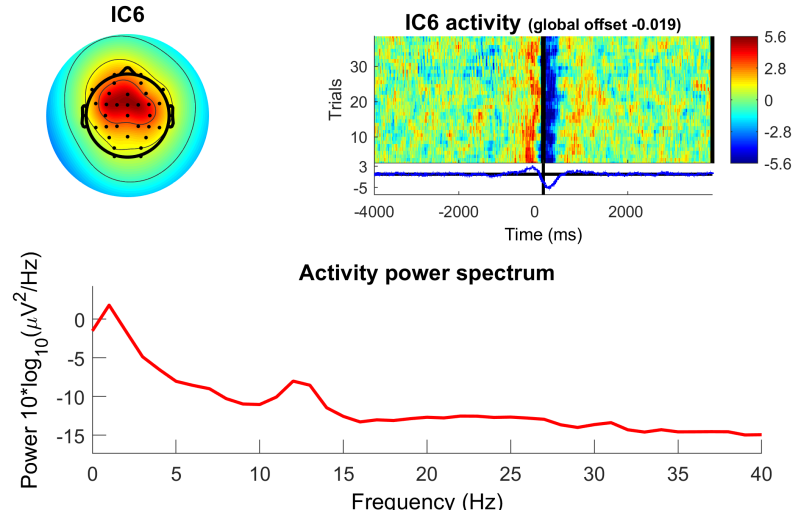 IC6
IC6 activity (global offset -0.019)
Trials
30
20
10
5.6
2.8
0
-2.8
-5.6
3
-5
-4000 -2000 0 2000
Time (ms)
Activity power spectrum
Power 10*log10(μV2/Hz)
0
-5
-10
-15
0 5 10 15 20 25 30 35 40
Frequency (Hz)